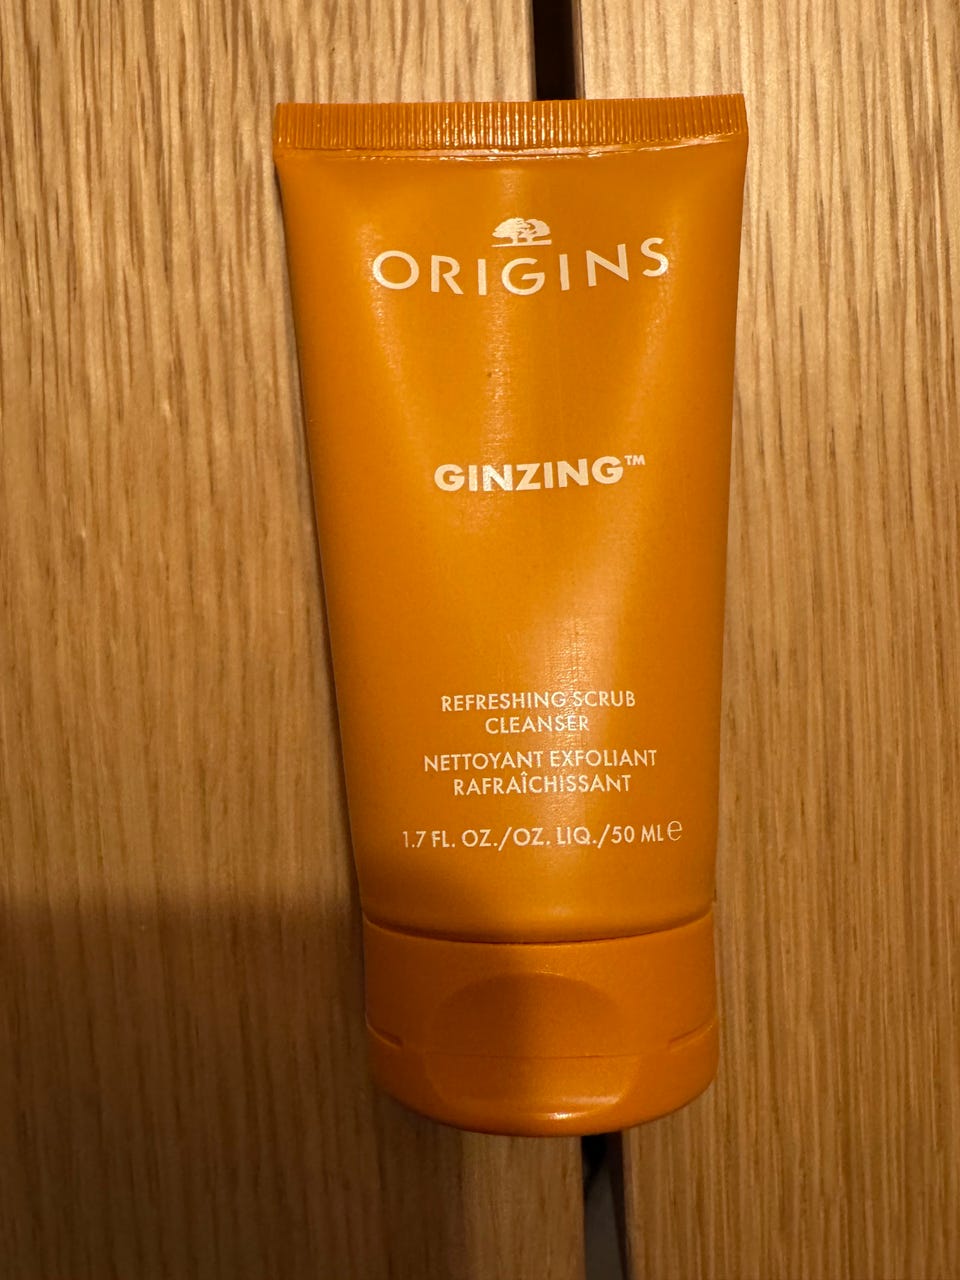 ORIGINS
GINZING™
REFRESHING SCRUB
CLEANSER
NETTOYANT EXFOLIANT
RAFRAÎCHISSANT
1.7 FL. OZ./OZ. LIQ./50 ML ℮